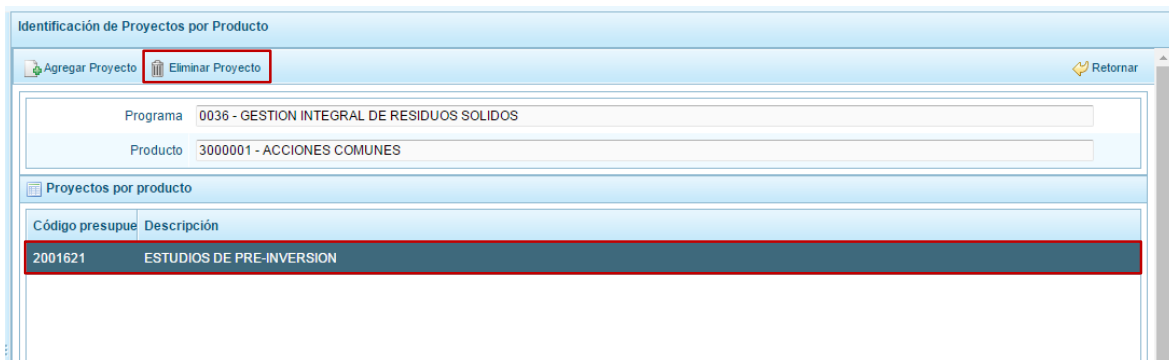 Identificación de Proyectos por Producto
Agregar Proyecto Eliminar Proyecto Retornar
Programa 0036 - GESTION INTEGRAL DE RESIDUOS SOLIDOS
Producto 3000001 - ACCIONES COMUNES
Proyectos por producto
Código presupue Descripción
2001621 ESTUDIOS DE PRE-INVERSION